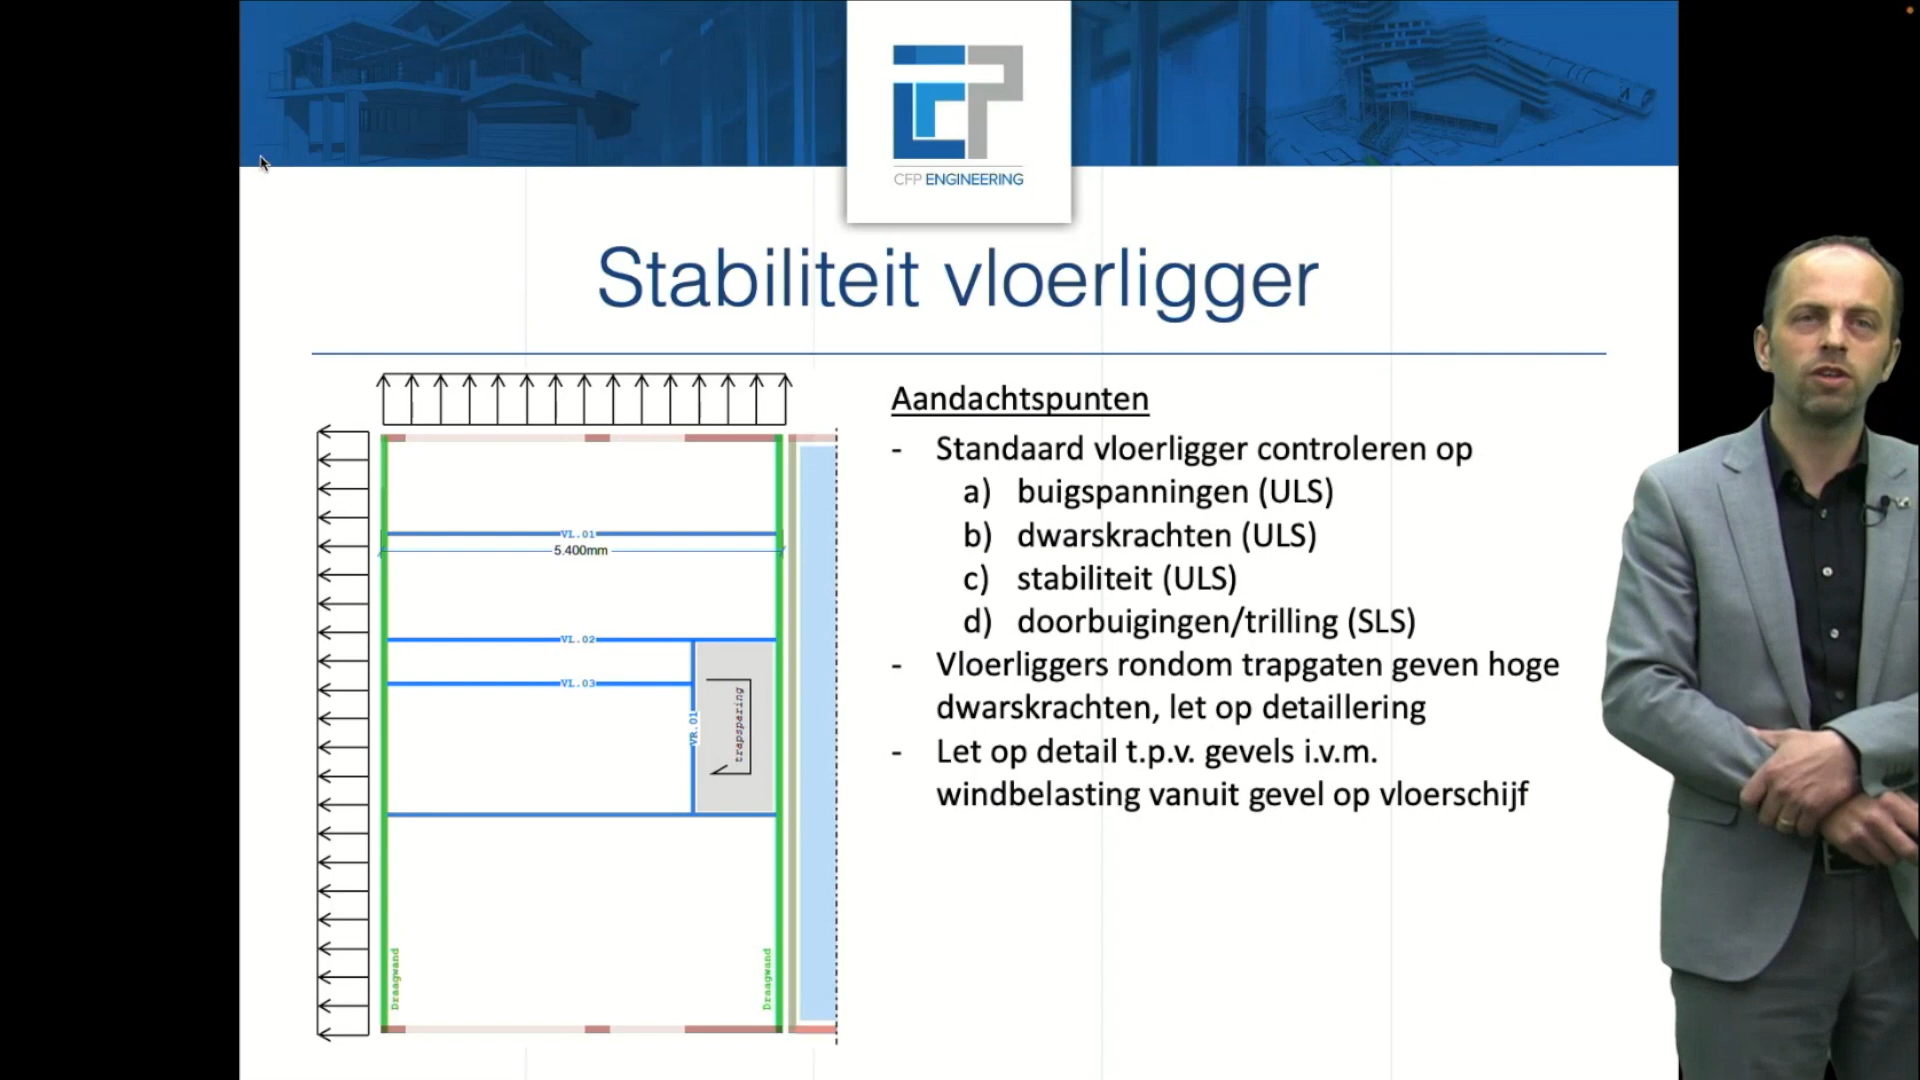 CFP ENGINEERING
Stabiliteit vloerligger
Aandachtspunten
- Standaard vloerligger controleren op
a) buigspanningen (ULS)
b) dwarskrachten (ULS)
c) stabiliteit (ULS)
d) doorbuigingen/trilling (SLS)
- Vloerliggers rondom trapgaten geven hoge
dwarskrachten, let op detaillering
- Let op detail t.p.v. gevels i.v.m.
windbelasting vanuit gevel op vloerschijf
VL.01
5.400mm
VL.02
VL.03
VR.01
trapsparing
Draagwand
Draagwand